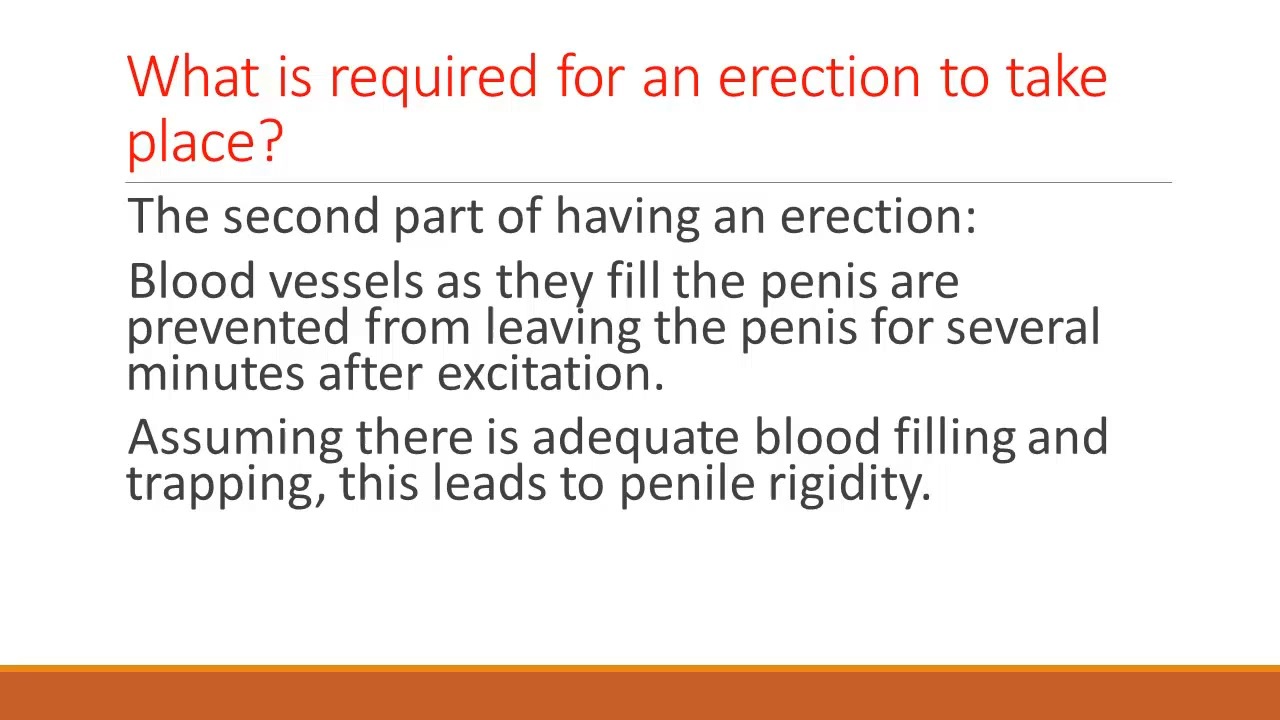 What is required for an erection to take
place?
The second part of having an erection:
Blood vessels as they fill the penis are
prevented from leaving the penis for several
minutes after excitation.
Assuming there is adequate blood filling and
trapping, this leads to penile rigidity.